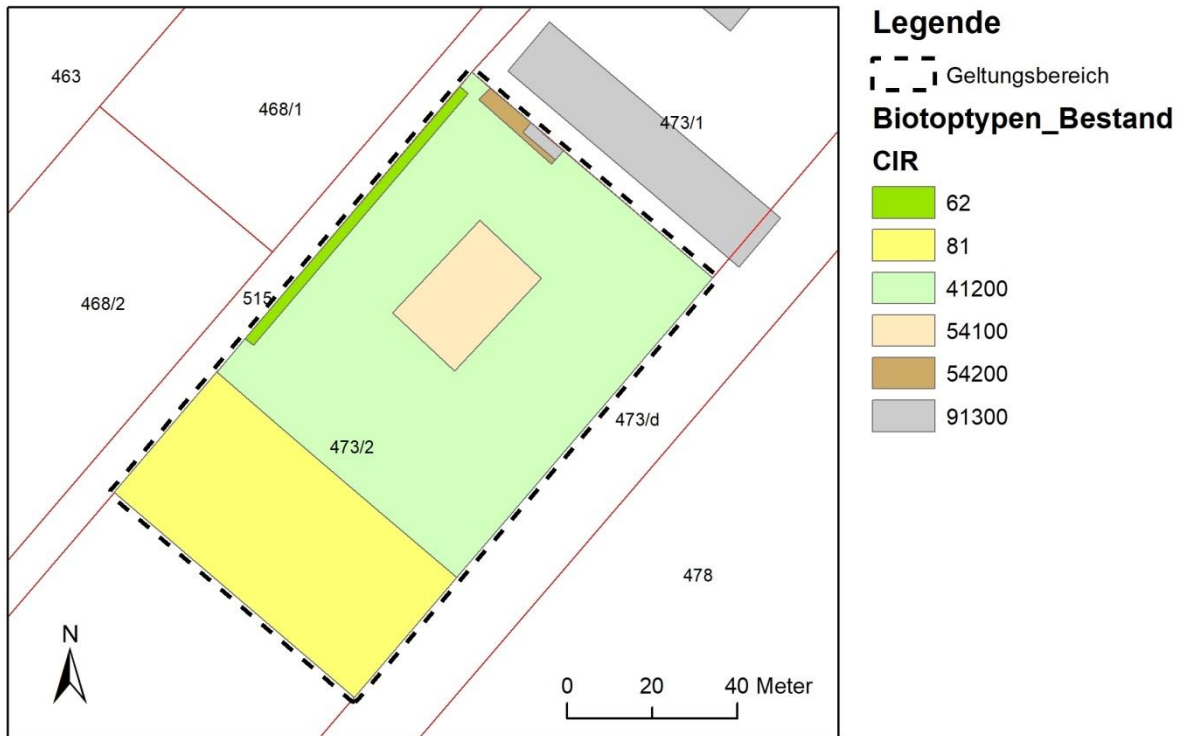 463
468/1
473/1
468/2
515
473/2
473/d
478
N
0 20 40 Meter
Legende
Geltungsbereich
Biotoptypen_Bestand
CIR
62
81
41200
54100
54200
91300